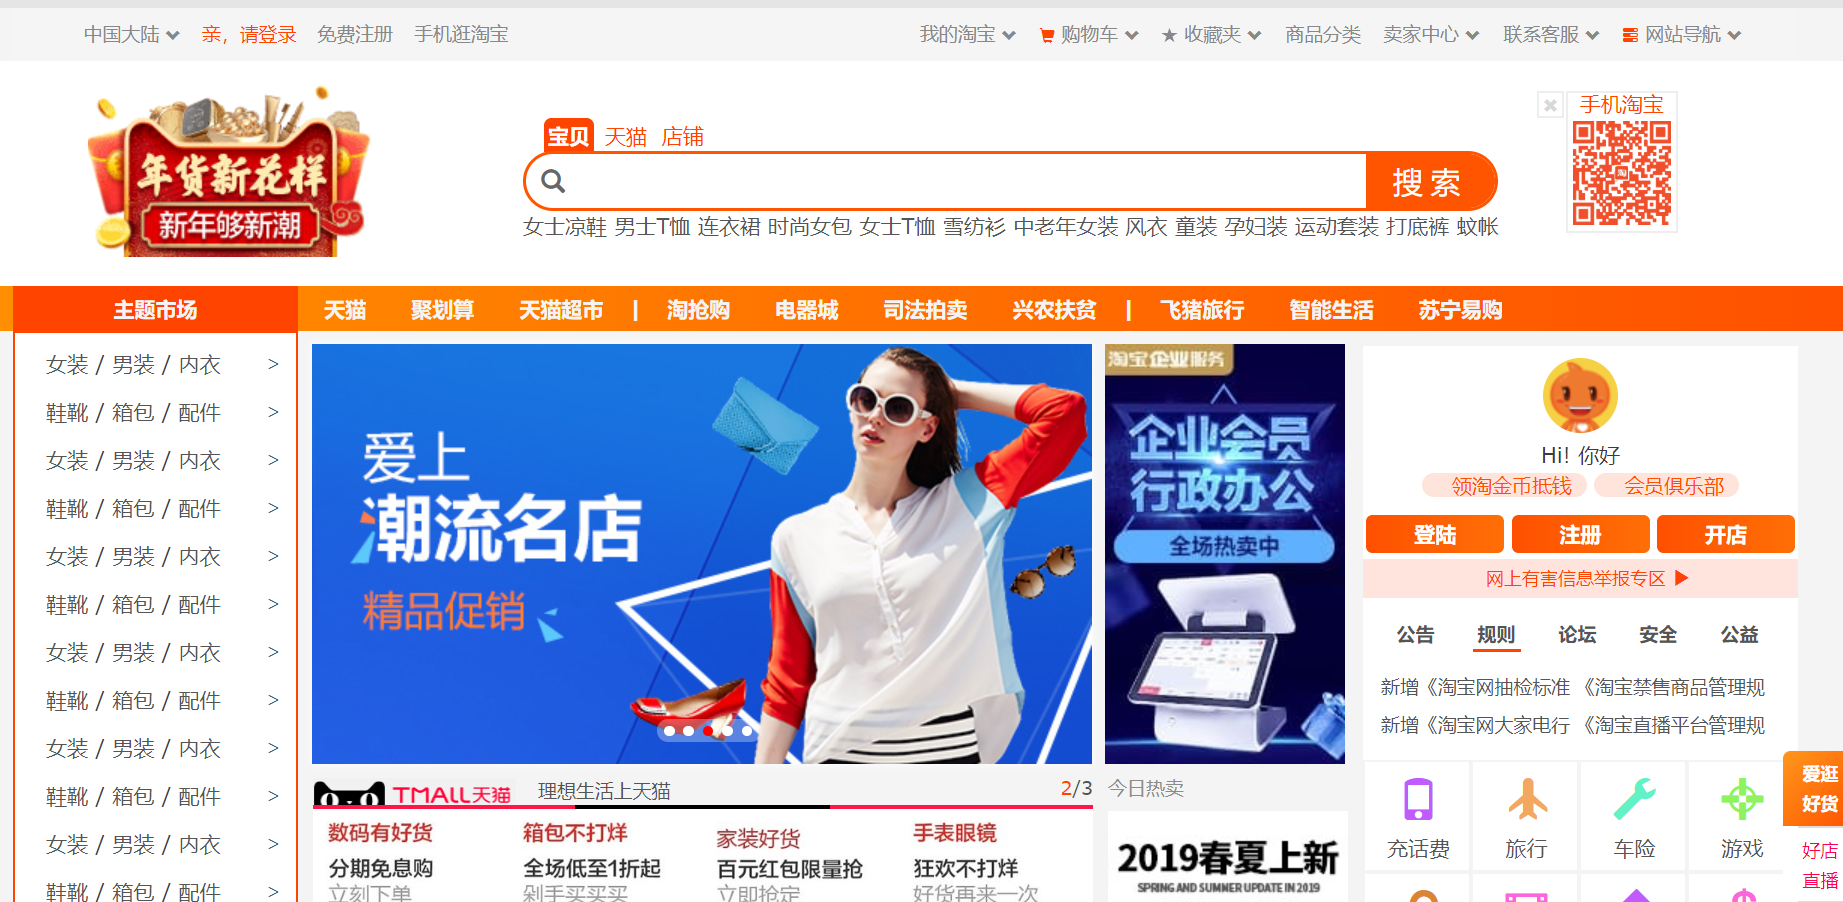 中国大陆 亲，请登录 免费注册 手机逛淘宝 我的淘宝 购物车 收藏夹 商品分类 卖家中心 联系客服 网站导航
年货新花样
新年够新潮
宝贝 天猫 店铺
搜索
女士凉鞋 男士T恤 连衣裙 时尚女包 女士T恤 雪纺衫 中老年女装 风衣 童装 孕妇装 运动套装 打底裤 蚊帐
手机淘宝
主题市场 天猫 聚划算 天猫超市 | 淘抢购 电器城 司法拍卖 兴农扶贫 | 飞猪旅行 智能生活 苏宁易购
女装 / 男装 / 内衣 >
鞋靴 / 箱包 / 配件 >
女装 / 男装 / 内衣 >
鞋靴 / 箱包 / 配件 >
女装 / 男装 / 内衣 >
鞋靴 / 箱包 / 配件 >
女装 / 男装 / 内衣 >
鞋靴 / 箱包 / 配件 >
女装 / 男装 / 内衣 >
鞋靴 / 箱包 / 配件 >
女装 / 男装 / 内衣 >
鞋靴 / 箱包 / 配件 >
爱上
潮流名店
精品促销
淘宝企业服务
企业会员
行政办公
全场热卖中
Hi! 你好
领淘金币抵钱 会员俱乐部
登陆 注册 开店
网上有害信息举报专区
公告 规则 论坛 安全 公益
新增《淘宝网抽检标准 《淘宝禁售商品管理规
新增《淘宝网大家电行 《淘宝直播平台管理规
充话费 旅行 车险 游戏
爱逛
好货
好店
直播
TMALL天猫 理想生活上天猫 2/3
数码有好货
分期免息购
立刻下单
箱包不打烊
全场低至1折起
剁手买买买
家装好货
百元红包限量抢
立即抢定
手表眼镜
狂欢不打烊
好货再来一次
今日热卖
2019春夏上新
SPRING AND SUMMER UPDATE IN 2019